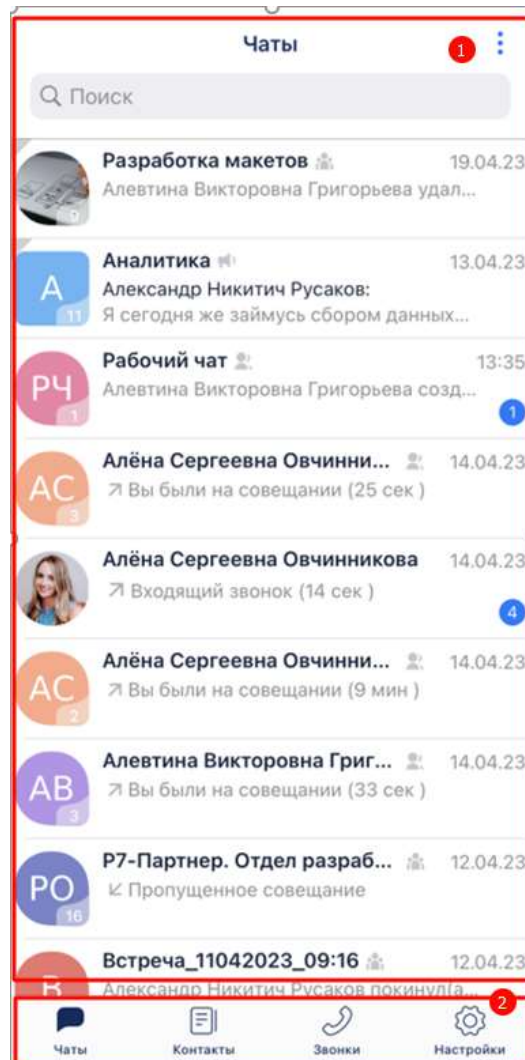 Чаты
1
Поиск
Разработка макетов 19.04.23
Алевтина Викторовна Григорьева удал...
Аналитика 13.04.23
А
Александр Никитич Русаков:
11
Я сегодня же займусь сбором данных...
Рабочий чат 13:35
РЧ
Алевтина Викторовна Григорьева созд...
1
1
Алёна Сергеевна Овчинни... 14.04.23
АС
Вы были на совещании (25 сек )
3
Алёна Сергеевна Овчинникова 14.04.23
Входящий звонок (14 сек )
4
Алёна Сергеевна Овчинни... 14.04.23
АС
Вы были на совещании (9 мин )
2
Алевтина Викторовна Григ... 14.04.23
АВ
Вы были на совещании (33 сек )
3
Р7-Партнер. Отдел разраб... 12.04.23
РО
Пропущенное совещание
16
Встреча_11042023_09:16 12.04.23
В
Александр Никитич Русаков покинул(а...
2
Чаты Контакты Звонки Настройки